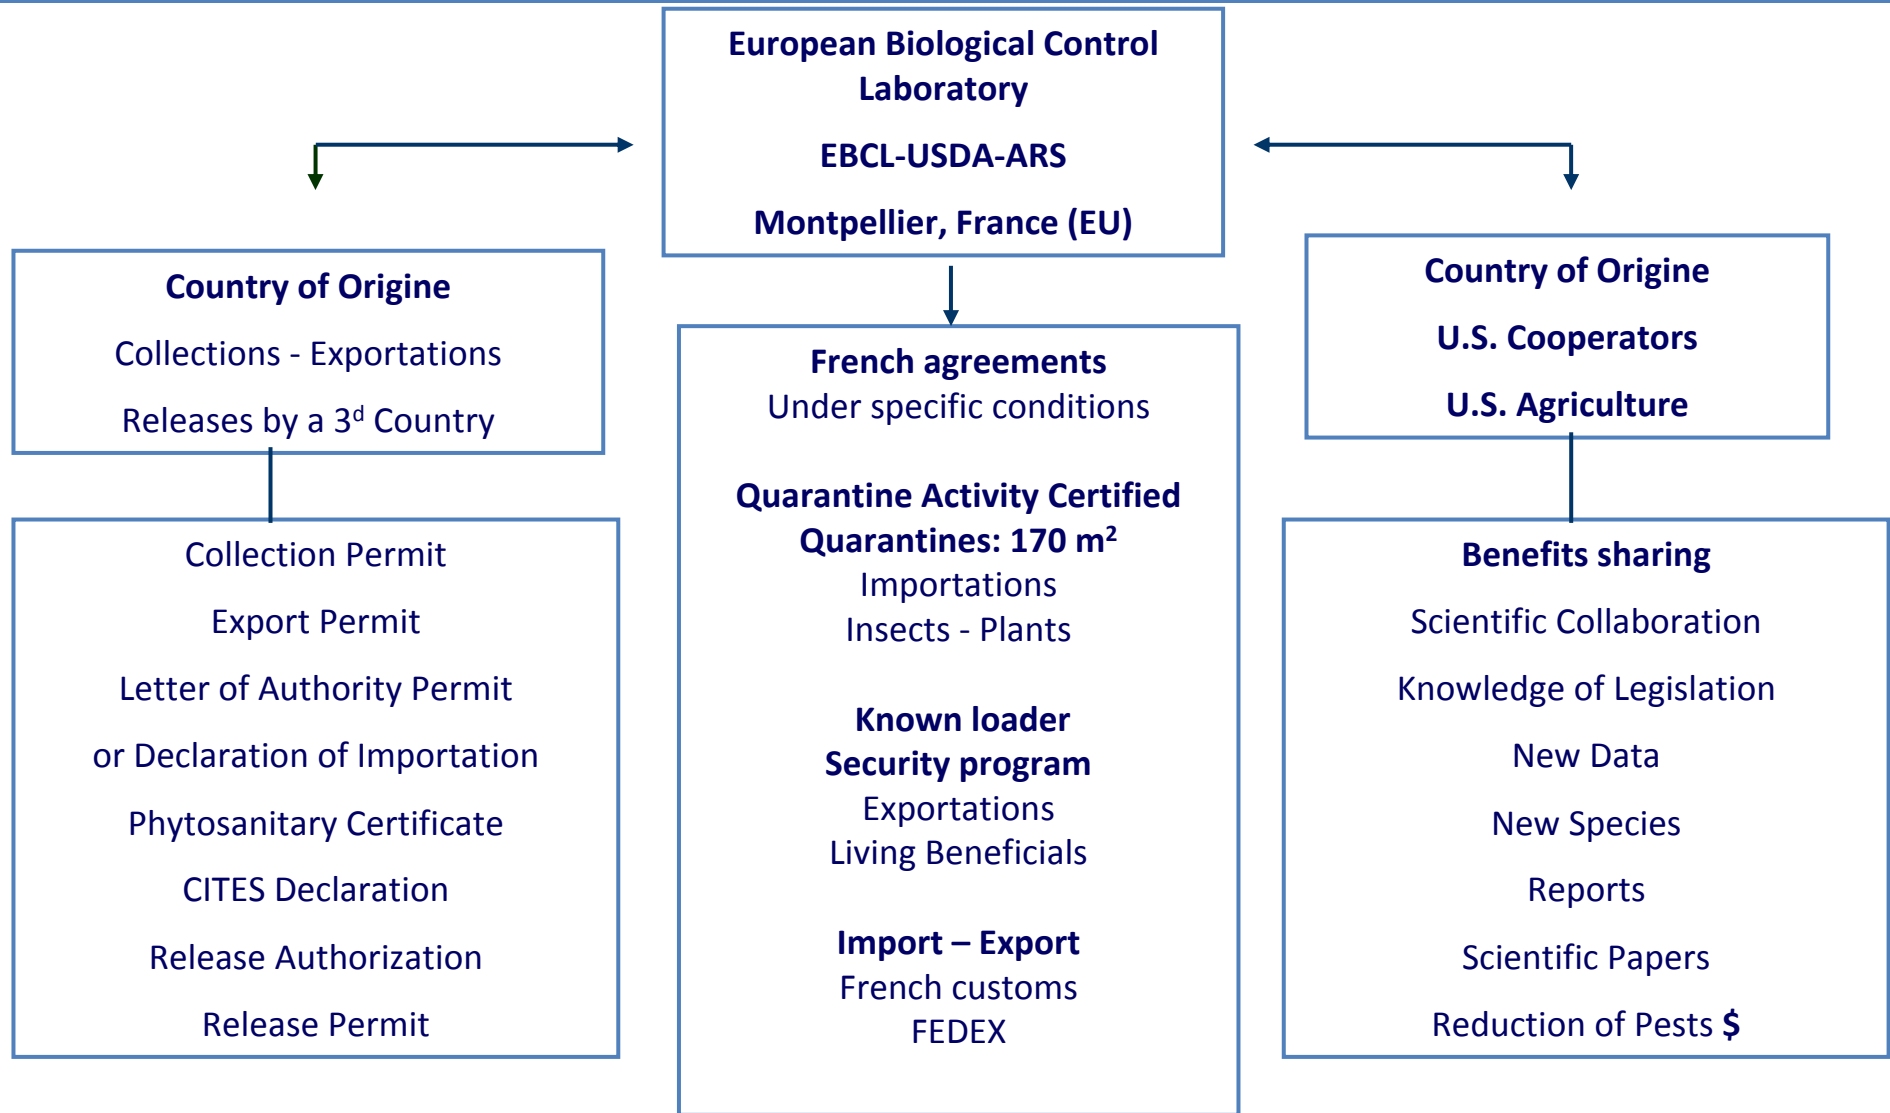 European Biological Control
Laboratory
EBCL-USDA-ARS
Montpellier, France (EU)
Country of Origine
Collections - Exportations
Releases by a 3ᵈ Country
Collection Permit
Export Permit
Letter of Authority Permit
or Declaration of Importation
Phytosanitary Certificate
CITES Declaration
Release Authorization
Release Permit
French agreements
Under specific conditions
Quarantine Activity Certified
Quarantines: 170 m²
Importations
Insects - Plants
Known loader
Security program
Exportations
Living Beneficials
Import – Export
French customs
FEDEX
Country of Origine
U.S. Cooperators
U.S. Agriculture
Benefits sharing
Scientific Collaboration
Knowledge of Legislation
New Data
New Species
Reports
Scientific Papers
Reduction of Pests $